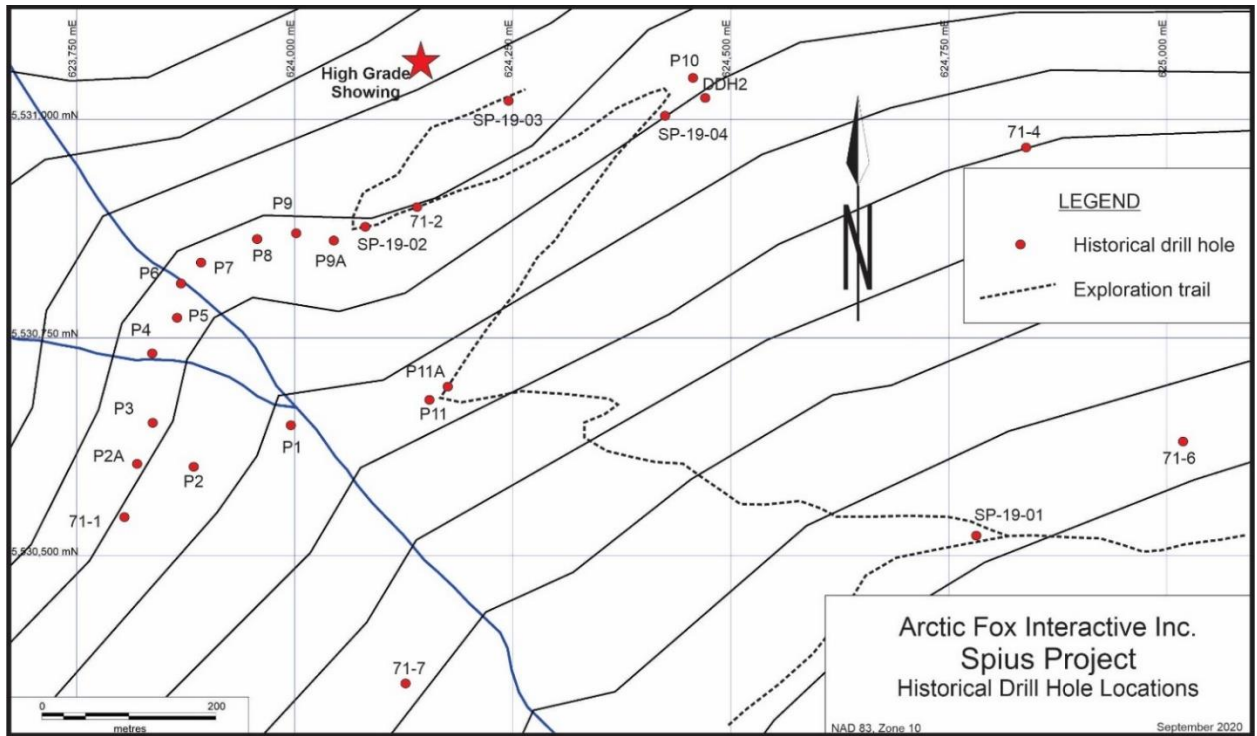 623,750 mE
624,000 mE
624,250 mE
624,500 mE
624,750 mE
625,000 mE
High Grade
Showing
P10
DDH2
SP-19-03
5,531,000 mN
SP-19-04
71-4
LEGEND
Historical drill hole
Exploration trail
N
P9
71-2
SP-19-02
P8
P9A
P7
P6
P5
5,530,750 mN
P4
P11A
P11
P3
P1
P2A
P2
71-6
71-1
SP-19-01
5,530,500 mN
71-7
Arctic Fox Interactive Inc.
Spius Project
Historical Drill Hole Locations
0 200
metres
NAD 83, Zone 10 September 2020